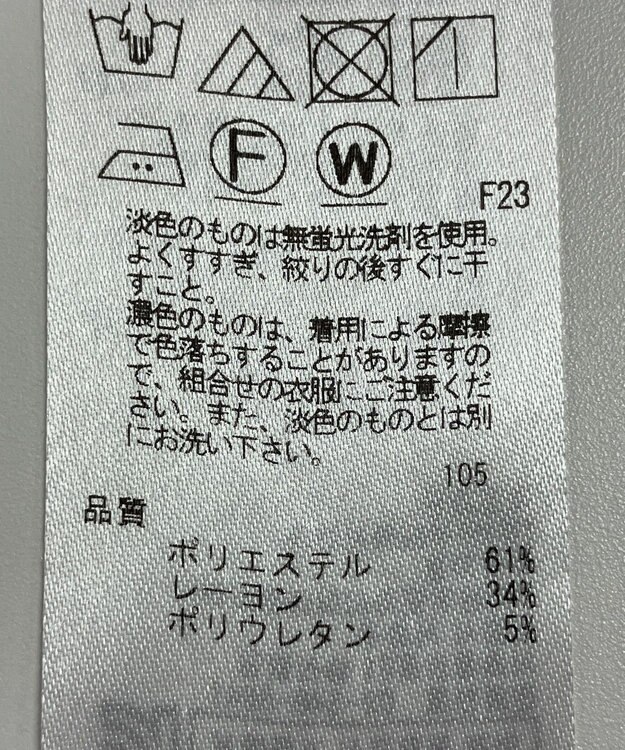 F
W
F23
淡色のものは無蛍光洗剤を使用。
よくすすぎ、絞りの後すぐに干
すこと。
濃色のものは、着用による摩擦
で色落ちすることがありますの
で、組合せの衣服にご注意くだ
さい。また、淡色のものとは別
にお洗い下さい。
105
品質
ポリエステル 61%
レーヨン 34%
ポリウレタン 5%